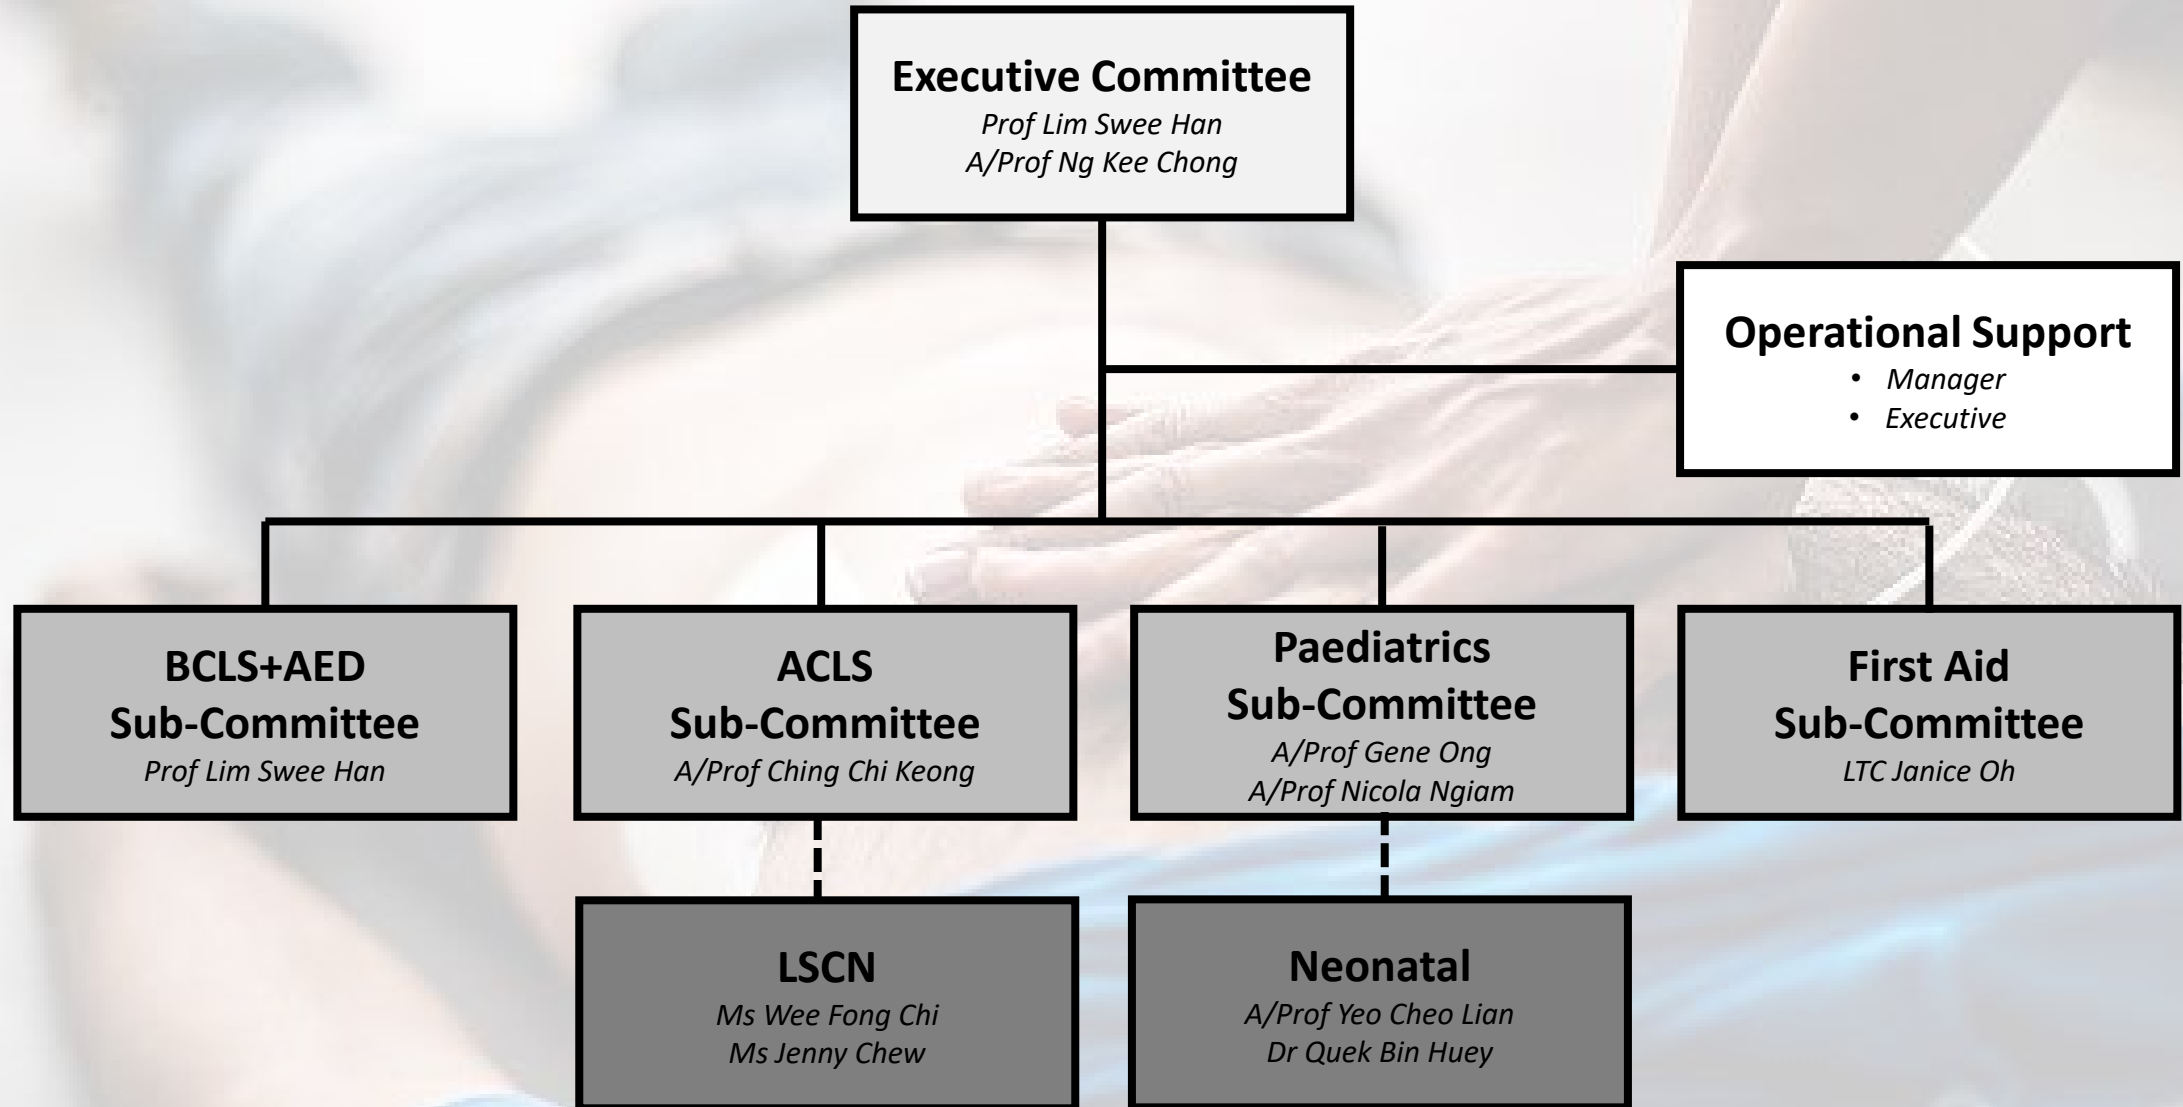 Executive Committee
Prof Lim Swee Han
A/Prof Ng Kee Chong
Operational Support
• Manager
• Executive
BCLS+AED
Sub-Committee
Prof Lim Swee Han
ACLS
Sub-Committee
A/Prof Ching Chi Keong
Paediatrics
Sub-Committee
A/Prof Gene Ong
A/Prof Nicola Ngiam
First Aid
Sub-Committee
LTC Janice Oh
LSCN
Ms Wee Fong Chi
Ms Jenny Chew
Neonatal
A/Prof Yeo Cheo Lian
Dr Quek Bin Huey